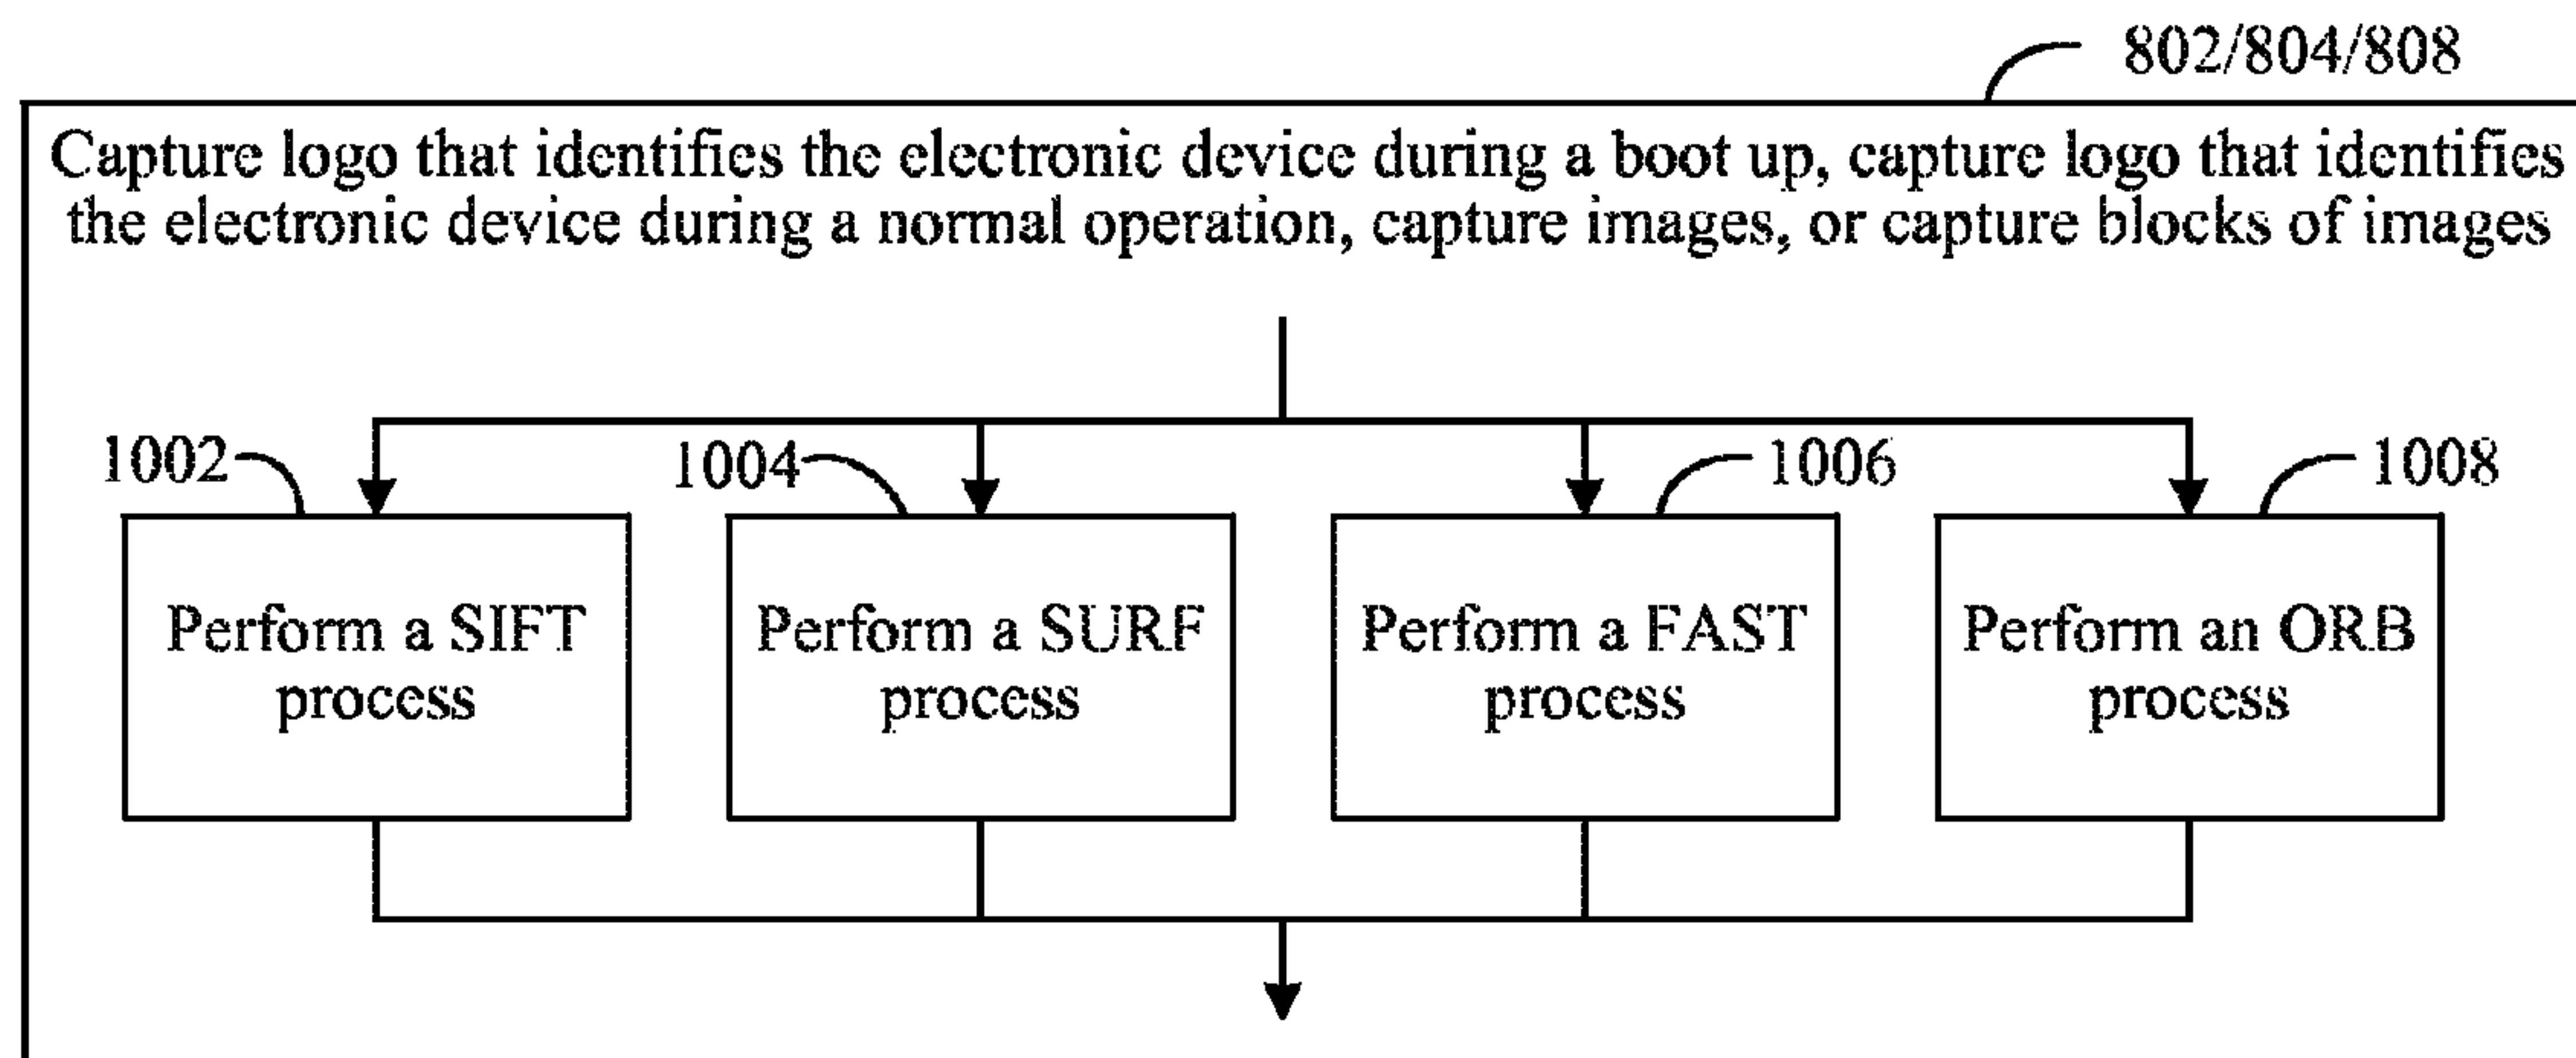 802/804/808
Capture logo that identifies the electronic device during a boot up, capture logo that identifies
the electronic device during a normal operation, capture images, or capture blocks of images
1002
1004
1006
1008
Perform a SIFT
process
Perform a SURF
process
Perform a FAST
process
Perform an ORB
process